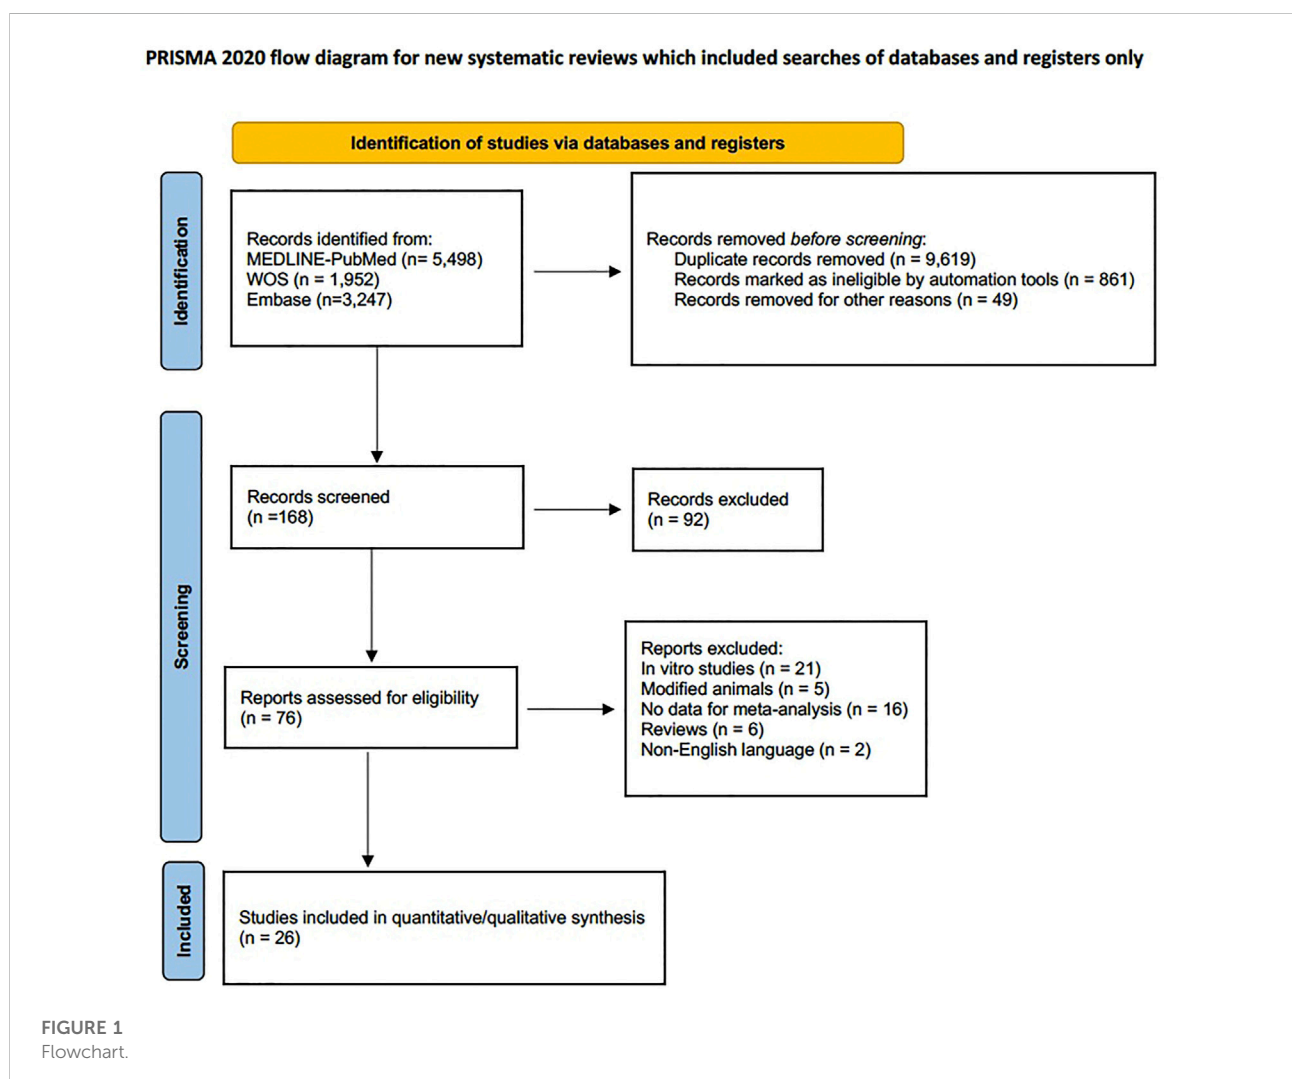 PRISMA 2020 flow diagram for new systematic reviews which included searches of databases and registers only
Identification of studies via databases and registers
Identification
Records identified from:
MEDLINE-PubMed (n= 5,498)
WOS (n = 1,952)
Embase (n=3,247)
Records removed before screening:
Duplicate records removed (n = 9,619)
Records marked as ineligible by automation tools (n = 861)
Records removed for other reasons (n = 49)
Screening
Records screened
(n =168)
Records excluded
(n = 92)
Reports assessed for eligibility
(n = 76)
Reports excluded:
In vitro studies (n = 21)
Modified animals (n = 5)
No data for meta-analysis (n = 16)
Reviews (n = 6)
Non-English language (n = 2)
Included
Studies included in quantitative/qualitative synthesis
(n = 26)
FIGURE 1
Flowchart.